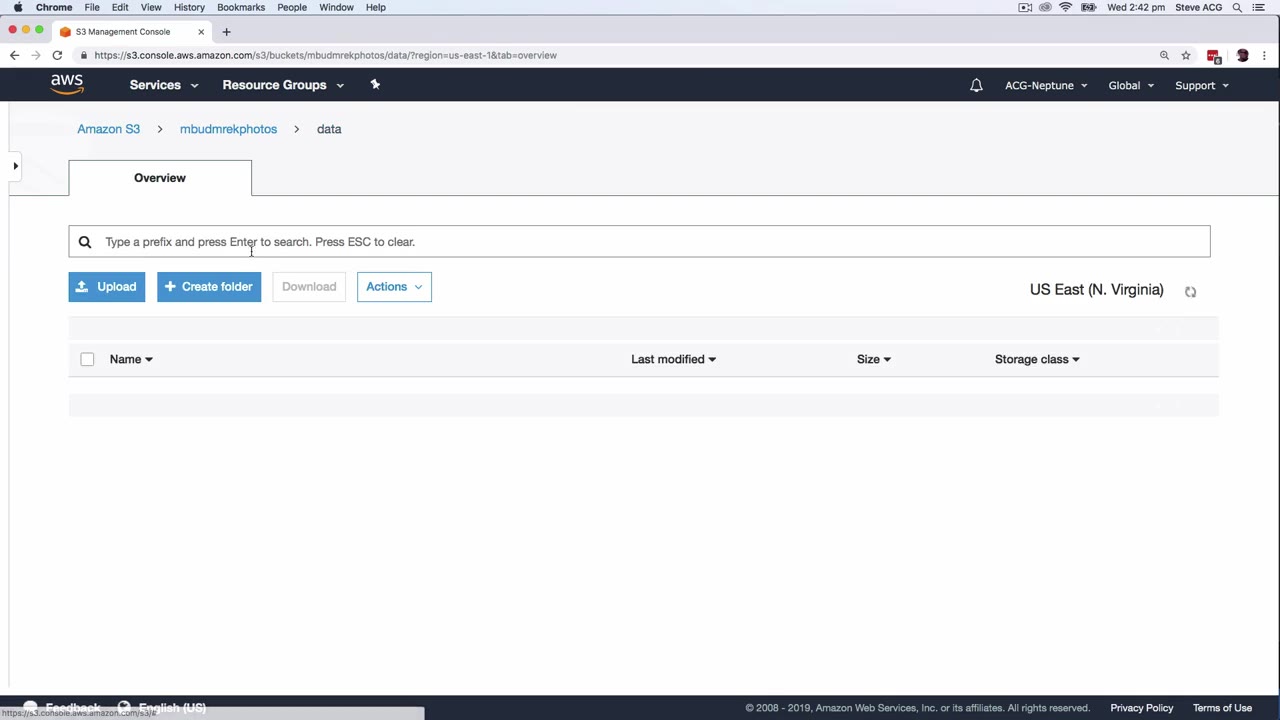 Chrome File Edit View History Bookmarks People Window Help Wed 2:42 pm Steve ACG
S3 Management Console
https://s3.console.aws.amazon.com/s3/buckets/mbudmrekphotos/data/?region=us-east-1&tab=overview
aws Services Resource Groups ACG-Neptune Global Support
Amazon S3 > mbudmrekphotos > data
Overview
Type a prefix and press Enter to search. Press ESC to clear.
Upload + Create folder Download Actions US East (N. Virginia)
Name Last modified Size Storage class
Feedback English (US) © 2008 - 2019, Amazon Web Services, Inc. or its affiliates. All rights reserved. Privacy Policy Terms of Use
https://s3.console.aws.amazon.com/s3/#